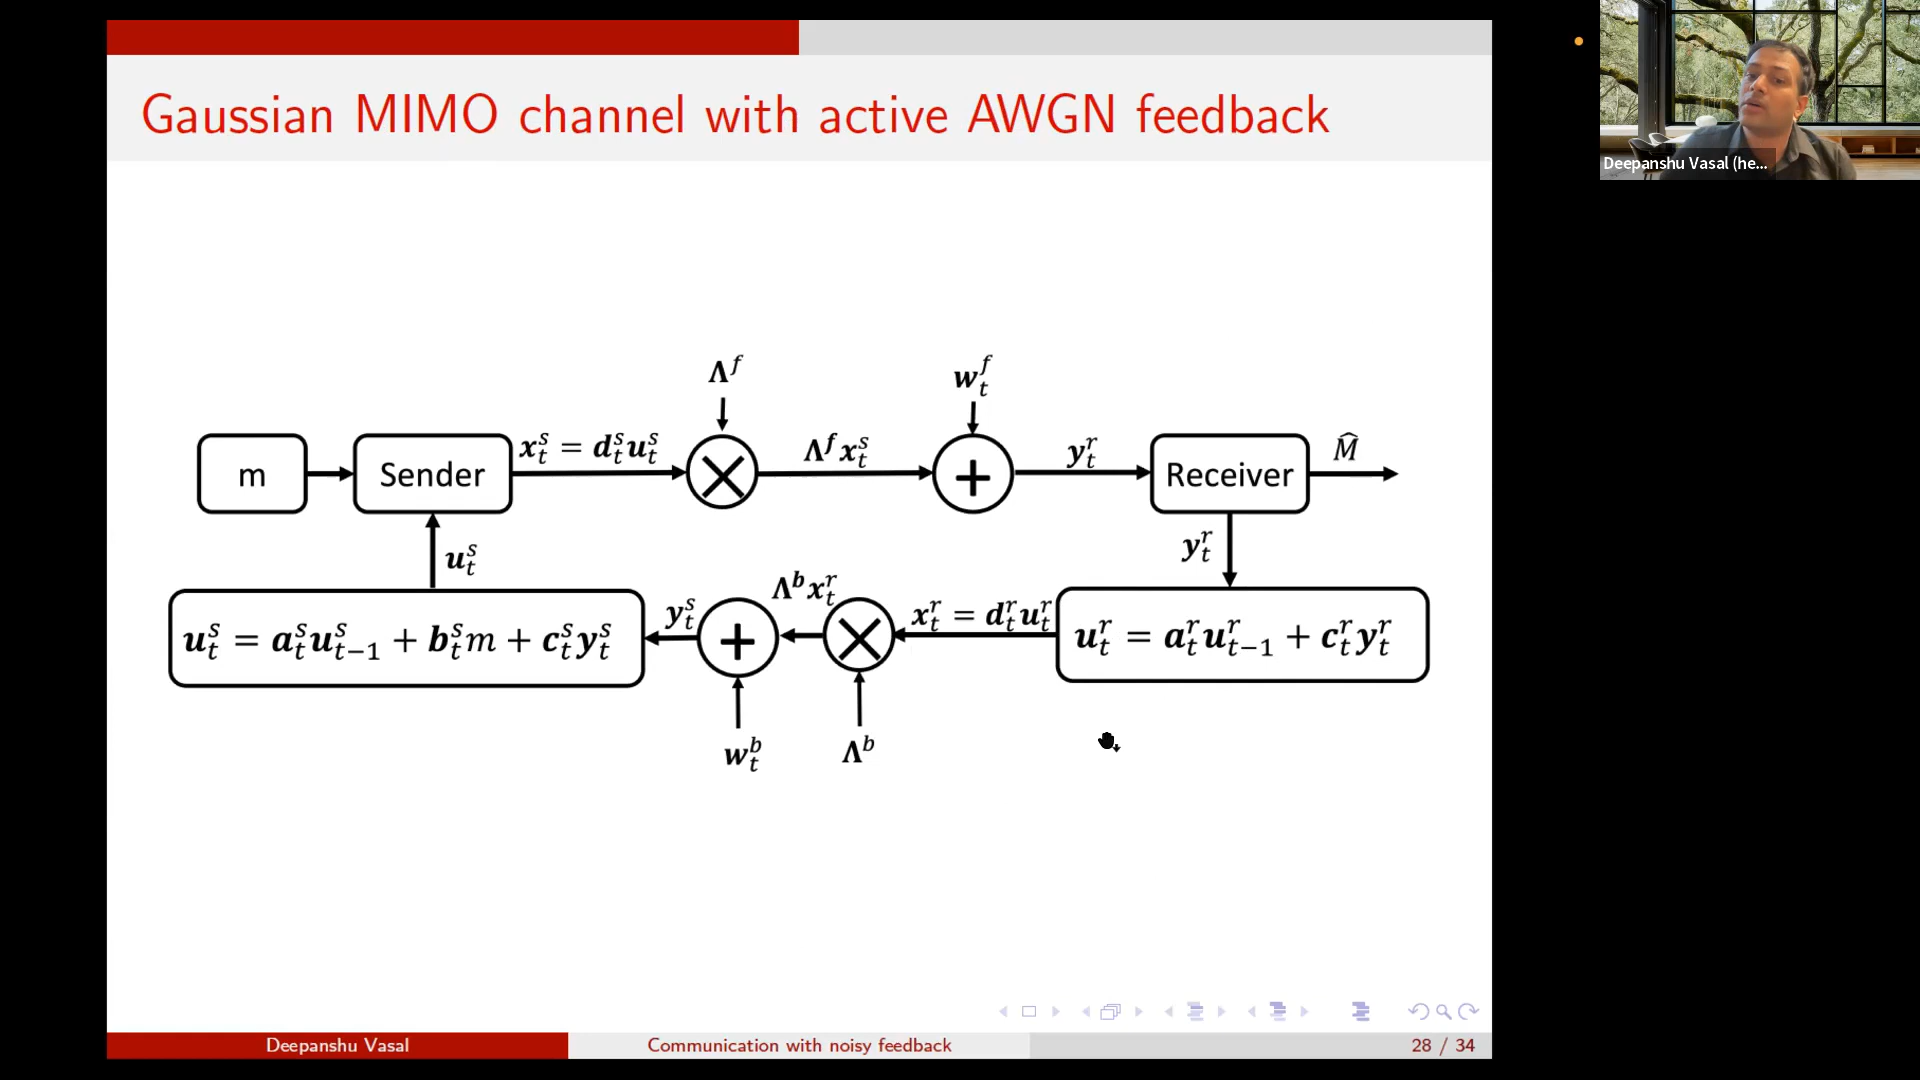 Gaussian MIMO channel with active AWGN feedback
Λ^f
w_t^f
m
Sender
x_t^s = d_t^s u_t^s
Λ^f x_t^s
y_t^r
Receiver
M̂
u_t^s
y_t^r
u_t^s = a_t^s u_{t−1}^s + b_t^s m + c_t^s y_t^s
y_t^s
Λ^b x_t^r
x_t^r = d_t^r u_t^r
u_t^r = a_t^r u_{t−1}^r + c_t^r y_t^r
w_t^b
Λ^b
Deepanshu Vasal
Communication with noisy feedback
28 / 34
Deepanshu Vasal (he...